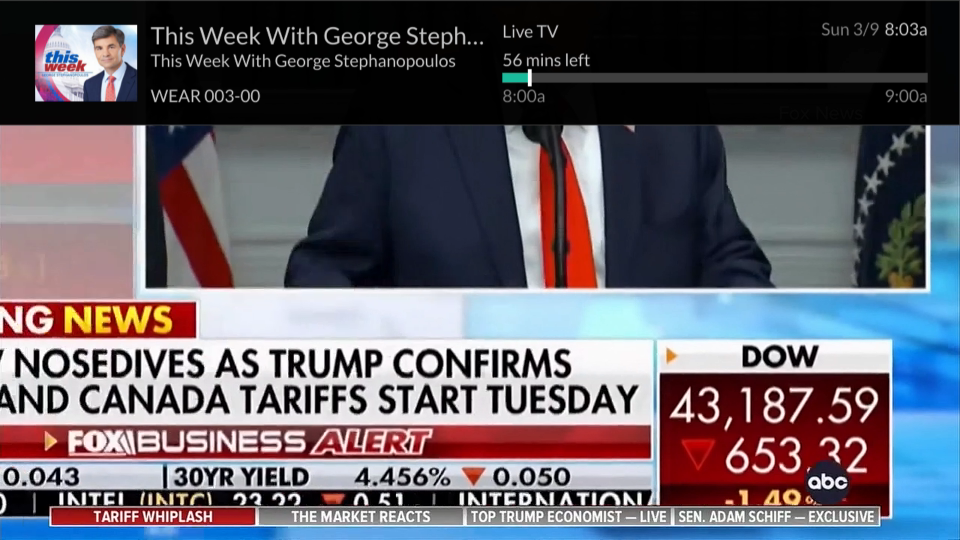 This Week With George Steph...
Live TV
Sun 3/9 8:03a
this week
This Week With George Stephanopoulos
56 mins left
WEAR 003-00
8:00a
9:00a
Fox News
NG NEWS
NOSEDIVES AS TRUMP CONFIRMS
AND CANADA TARIFFS START TUESDAY
DOW
43,187.59
653.32
-1.49%
FOX BUSINESS ALERT
0.043 30YR YIELD 4.456% 0.050
INTEL (INTC) 23.22 0.51 INTERNATIONA
abc
TARIFF WHIPLASH THE MARKET REACTS TOP TRUMP ECONOMIST — LIVE SEN. ADAM SCHIFF — EXCLUSIVE